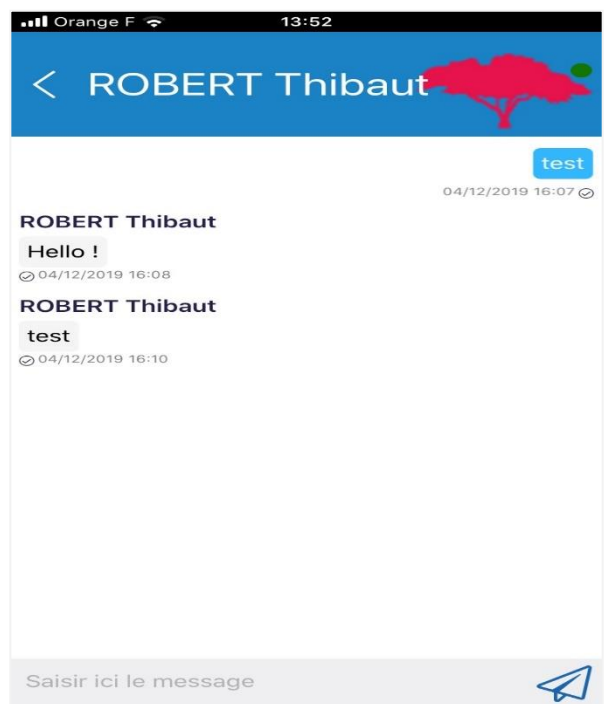 Orange F 13:52
ROBERT Thibaut
test
04/12/2019 16:07
ROBERT Thibaut
Hello !
04/12/2019 16:08
ROBERT Thibaut
test
04/12/2019 16:10
Saisir ici le message